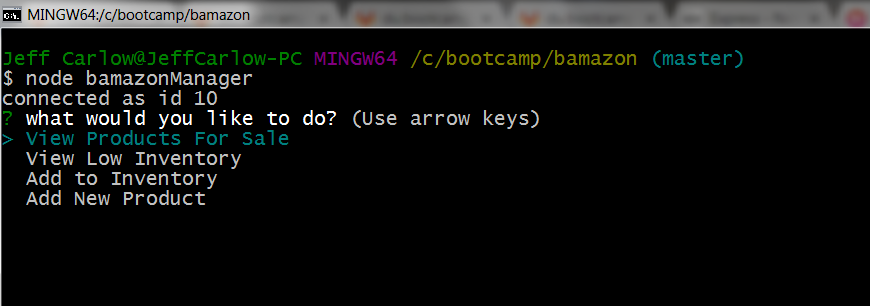 MINGW64:/c/bootcamp/bamazon
Jeff Carlow@JeffCarlow-PC MINGW64 /c/bootcamp/bamazon (master)
$ node bamazonManager
connected as id 10
? what would you like to do? (Use arrow keys)
> View Products For Sale
View Low Inventory
Add to Inventory
Add New Product